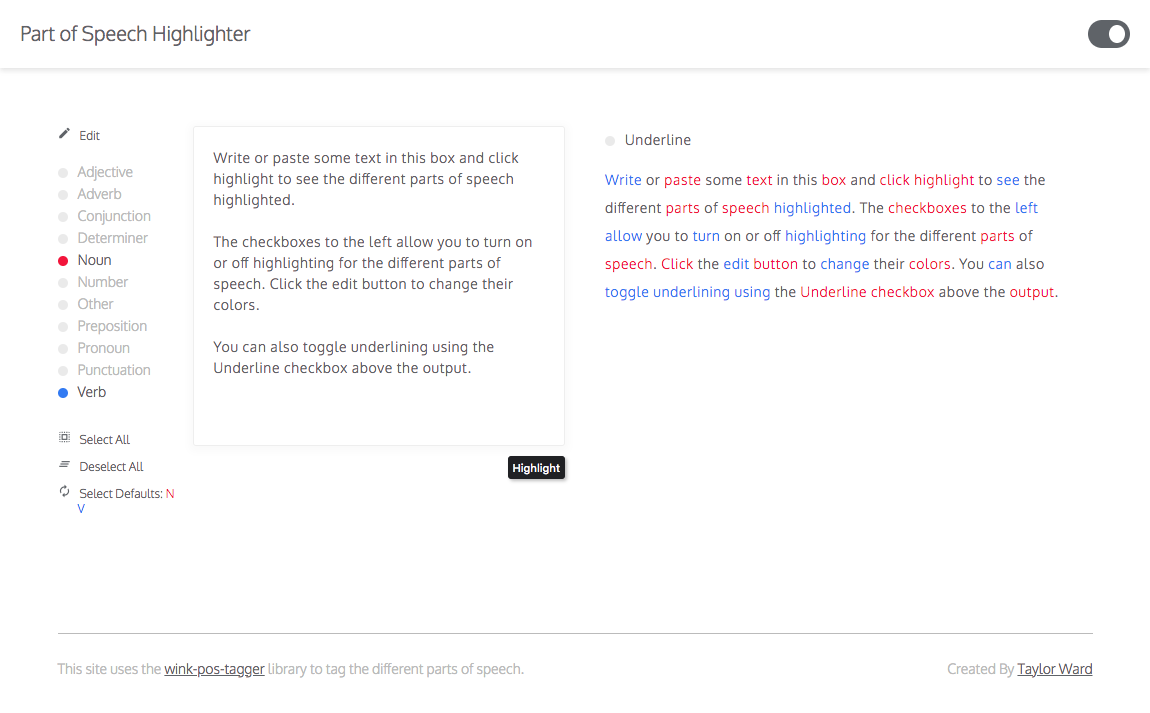 Part of Speech Highlighter
Edit
Adjective
Adverb
Conjunction
Determiner
Noun
Number
Other
Preposition
Pronoun
Punctuation
Verb
Select All
Deselect All
Select Defaults: N
V
Write or paste some text in this box and click
highlight to see the different parts of speech
highlighted.
The checkboxes to the left allow you to turn on
or off highlighting for the different parts of
speech. Click the edit button to change their
colors.
You can also toggle underlining using the
Underline checkbox above the output.
Highlight
Underline
Write or paste some text in this box and click highlight to see the
different parts of speech highlighted. The checkboxes to the left
allow you to turn on or off highlighting for the different parts of
speech. Click the edit button to change their colors. You can also
toggle underlining using the Underline checkbox above the output.
This site uses the wink-pos-tagger library to tag the different parts of speech.
Created By Taylor Ward